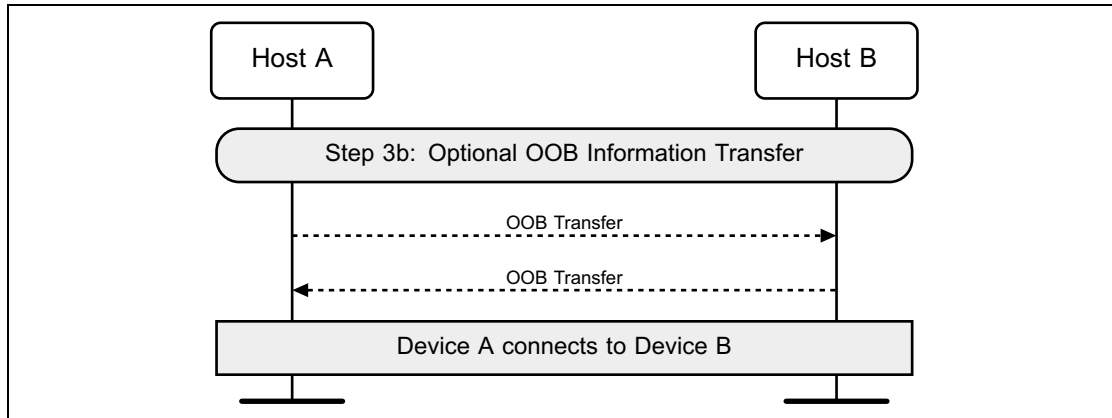 Host A
Host B
Step 3b: Optional OOB Information Transfer
OOB Transfer
OOB Transfer
Device A connects to Device B